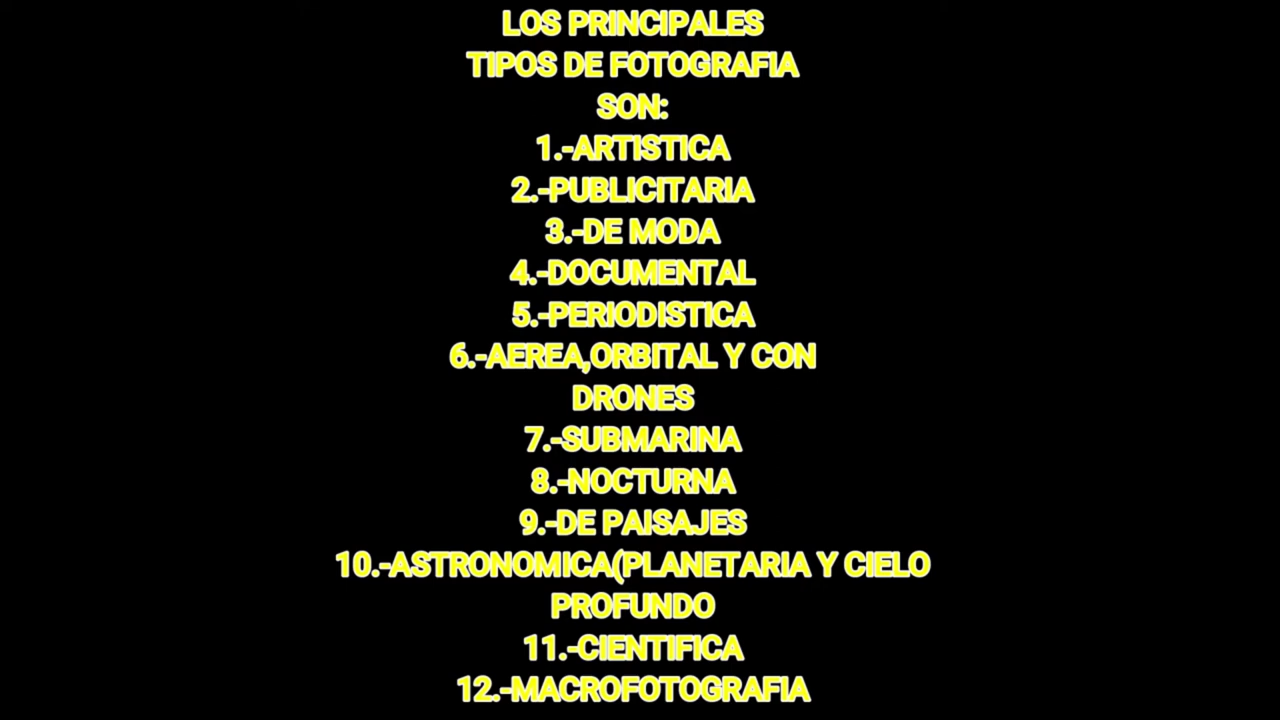 LOS PRINCIPALES
TIPOS DE FOTOGRAFIA
SON:
1.-ARTISTICA
2.-PUBLICITARIA
3.-DE MODA
4.-DOCUMENTAL
5.-PERIODISTICA
6.-AEREA,ORBITAL Y CON
DRONES
7.-SUBMARINA
8.-NOCTURNA
9.-DE PAISAJES
10.-ASTRONOMICA(PLANETARIA Y CIELO
PROFUNDO
11.-CIENTIFICA
12.-MACROFOTOGRAFIA